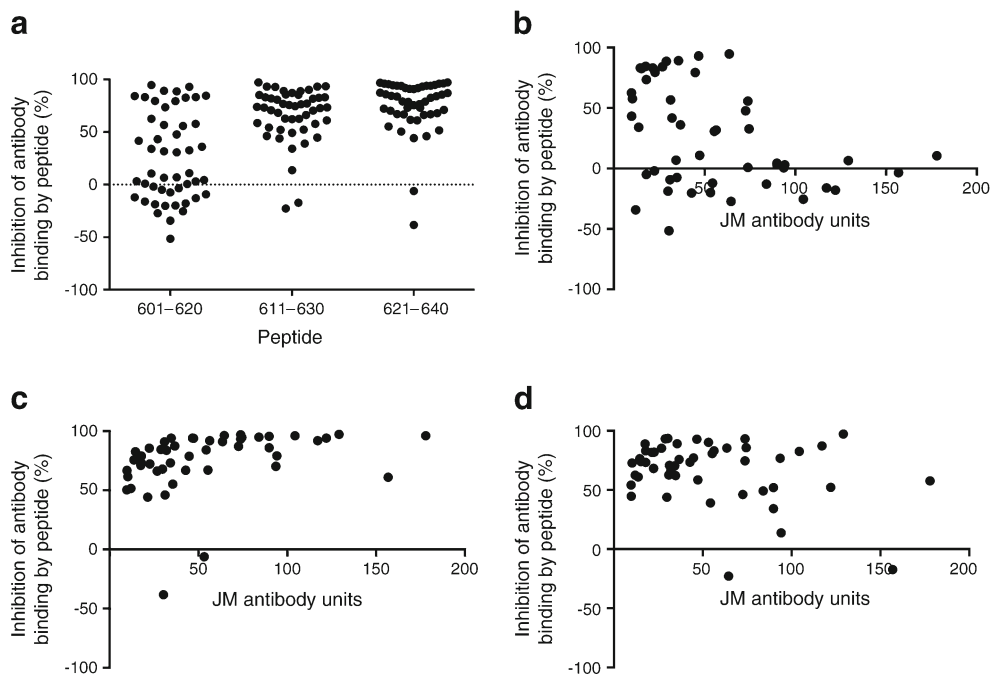 a
Inhibition of antibody
binding by peptide (%)
100
50
0
-50
-100
601–620
611–630
621–640
Peptide
b
Inhibition of antibody
binding by peptide (%)
100
50
0
-50
-100
50
100
150
200
JM antibody units
c
Inhibition of antibody
binding by peptide (%)
100
50
0
-50
-100
50
100
150
200
JM antibody units
d
Inhibition of antibody
binding by peptide (%)
100
50
0
-50
-100
50
100
150
200
JM antibody units